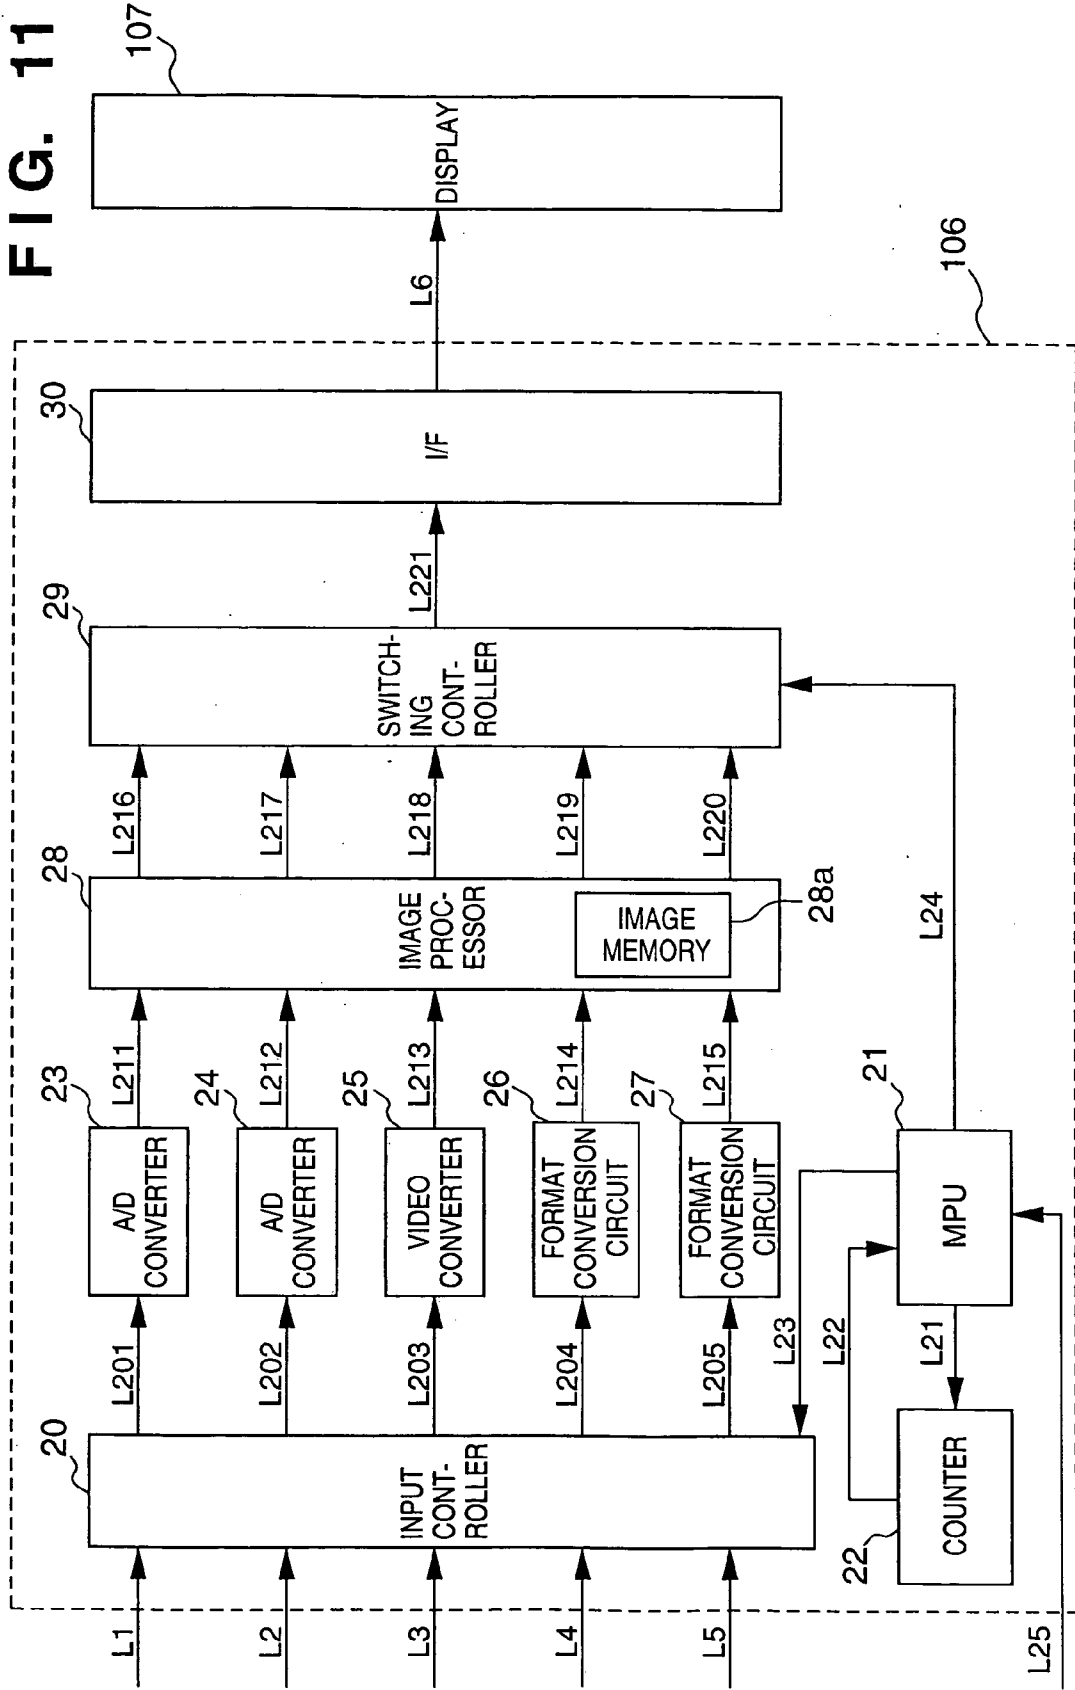 FIG. 11
107
DISPLAY
L6
106
30
I/F
L221
29
SWITCH-
ING
CONT-
ROLLER
L216
L217
L218
L219
L220
L24
28
IMAGE
PROC-
ESSOR
IMAGE
MEMORY
28a
L211
L212
L213
L214
L215
23
A/D
CONVERTER
24
A/D
CONVERTER
25
VIDEO
CONVERTER
26
FORMAT
CONVERSION
CIRCUIT
27
FORMAT
CONVERSION
CIRCUIT
21
MPU
L201
L202
L203
L204
L205
L23
L22
L21
20
INPUT
CONT-
ROLLER
22
COUNTER
L1
L2
L3
L4
L5
L25